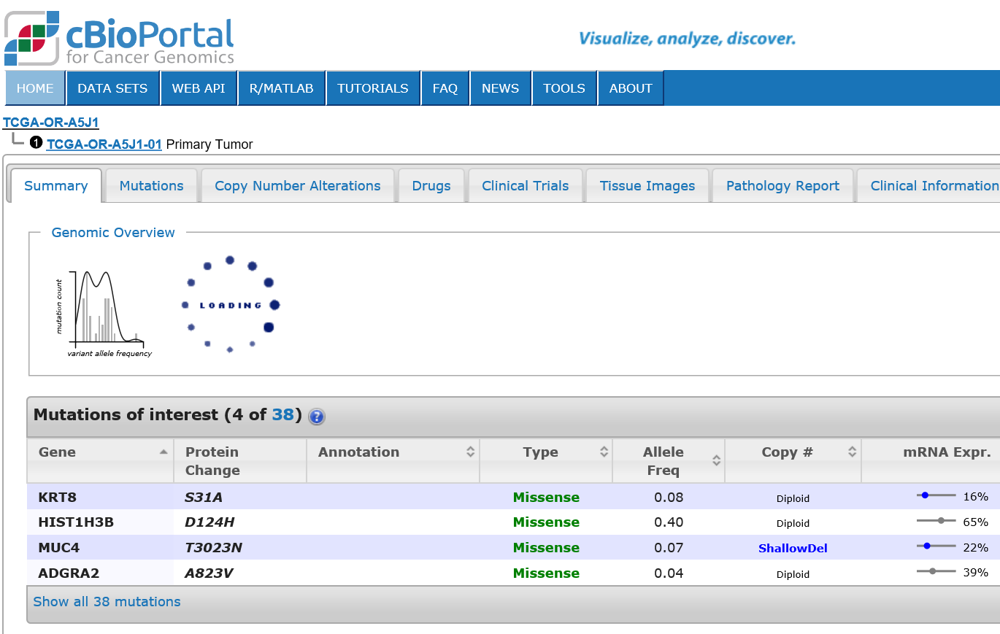 cBioPortal
for Cancer Genomics
Visualize, analyze, discover.
HOME DATA SETS WEB API R/MATLAB TUTORIALS FAQ NEWS TOOLS ABOUT
TCGA-OR-A5J1
1 TCGA-OR-A5J1-01 Primary Tumor
Summary Mutations Copy Number Alterations Drugs Clinical Trials Tissue Images Pathology Report Clinical Information
Genomic Overview
mutation count
LOADING
variant allele frequency
Mutations of interest (4 of 38) ?
Gene Protein Annotation Type Allele Copy # mRNA Expr.
Change Freq
KRT8 S31A Missense 0.08 Diploid 16%
HIST1H3B D124H Missense 0.40 Diploid 65%
MUC4 T3023N Missense 0.07 ShallowDel 22%
ADGRA2 A823V Missense 0.04 Diploid 39%
Show all 38 mutations